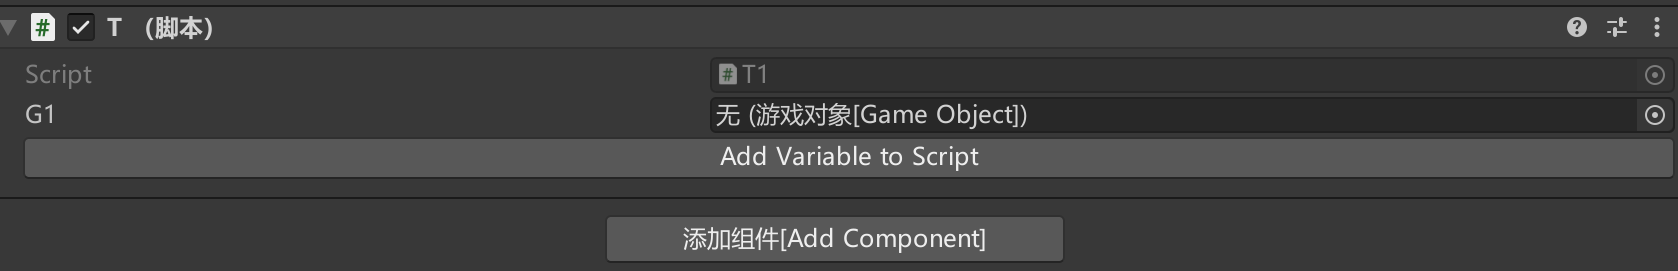 T （脚本）
Script
T1
G1
无 (游戏对象[Game Object])
Add Variable to Script
添加组件[Add Component]